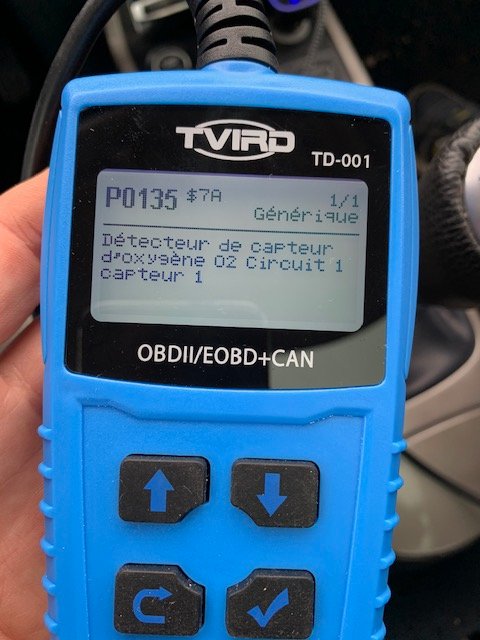 TVIRD
TD-001
P0135 $7A 1/1
Générique
Détecteur de capteur
d'oxygène O2 Circuit 1
capteur 1
OBDII/EOBD+CAN